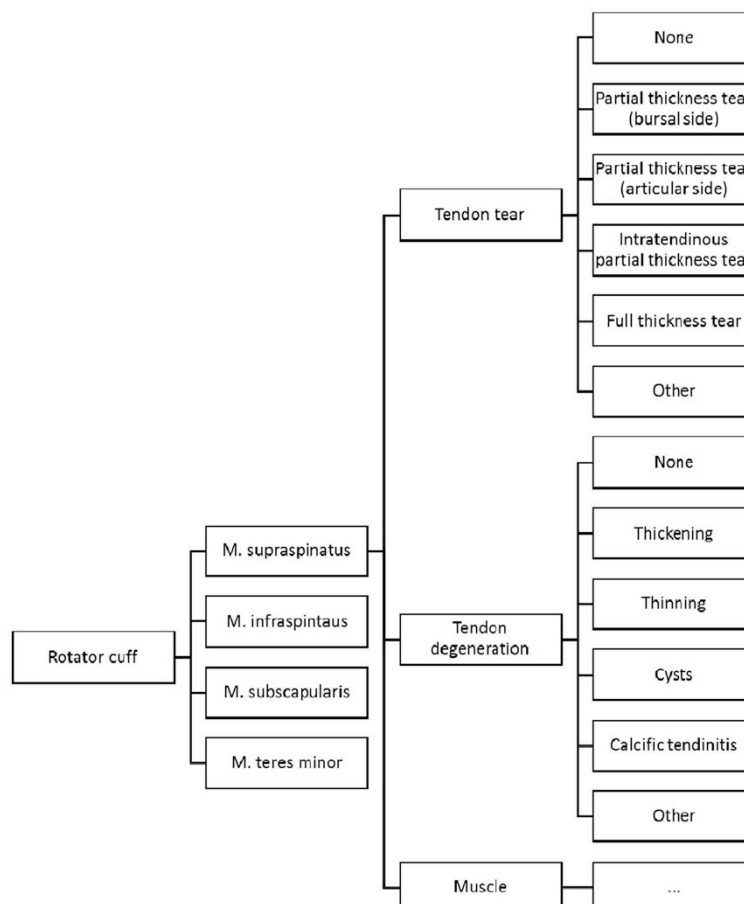 None
Partial thickness tea
(bursal side)
Partial thickness tea
(articular side)
Tendon tear
Intratendinous
partial thickness tea
Full thickness tear
Other
None
M. supraspinatus
Thickening
M. infraspintaus
Thinning
Rotator cuff
Tendon
degeneration
M. subscapularis
Cysts
M. teres minor
Calcific tendinitis
Other
Muscle
...